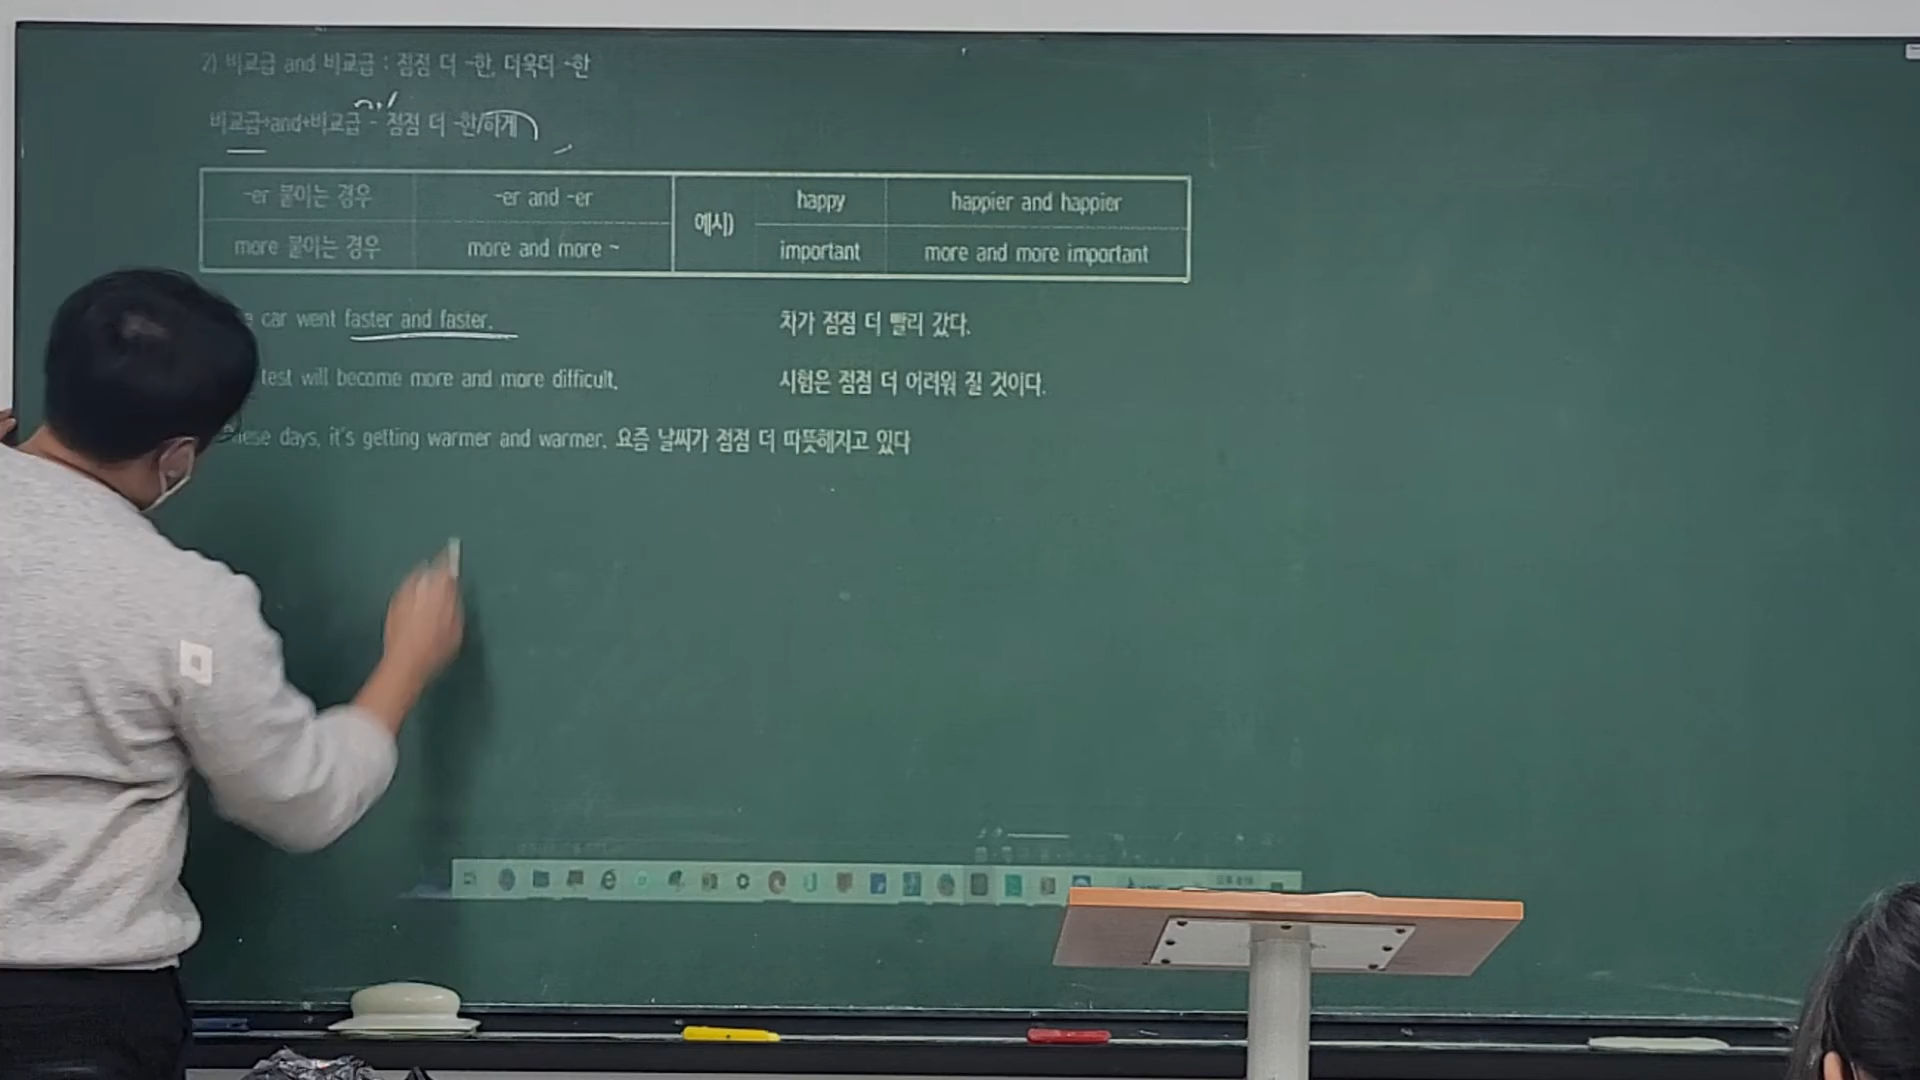 2) 비교급 and 비교급 : 점점 더 ~한, 더욱더 ~한
비교급+and+비교급 - 점점 더 ~한/하게
-er 붙이는 경우 -er and -er 예시) happy happier and happier
more 붙이는 경우 more and more ~ important more and more important
car went faster and faster. 차가 점점 더 빨리 갔다.
test will become more and more difficult. 시험은 점점 더 어려워 질 것이다.
days, it's getting warmer and warmer. 요즘 날씨가 점점 더 따뜻해지고 있다